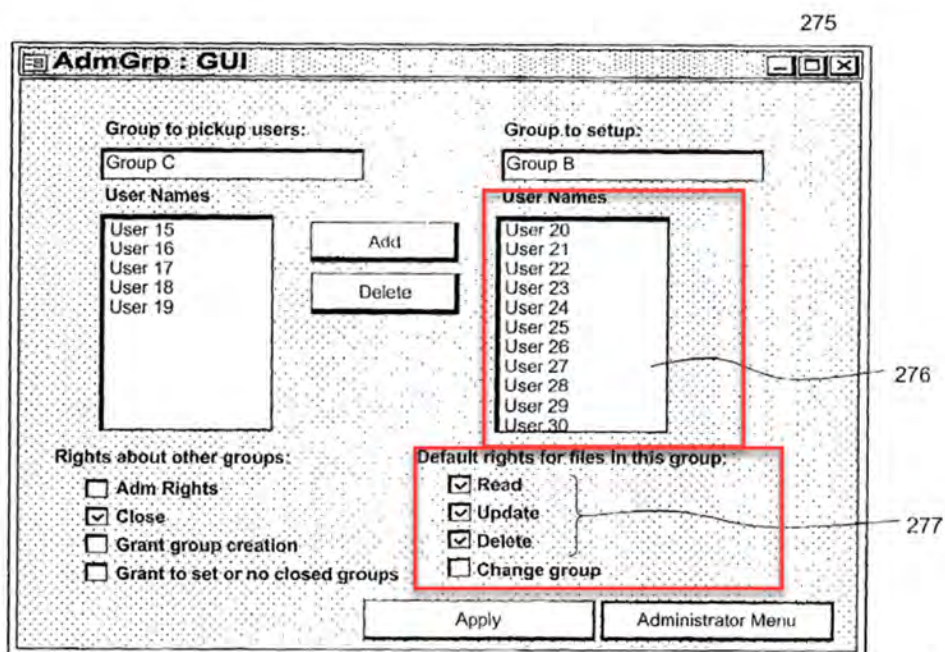 275
AdmGrp : GUI
Group to pickup users:
Group C
User Names
User 15
User 16
User 17
User 18
User 19
Add
Delete
Group to setup:
Group B
User Names
User 20
User 21
User 22
User 23
User 24
User 25
User 26
User 27
User 28
User 29
User 30
276
Rights about other groups:
Adm Rights
Close
Grant group creation
Grant to set or no closed groups
Default rights for files in this group:
Read
Update
Delete
Change group
277
Apply
Administrator Menu